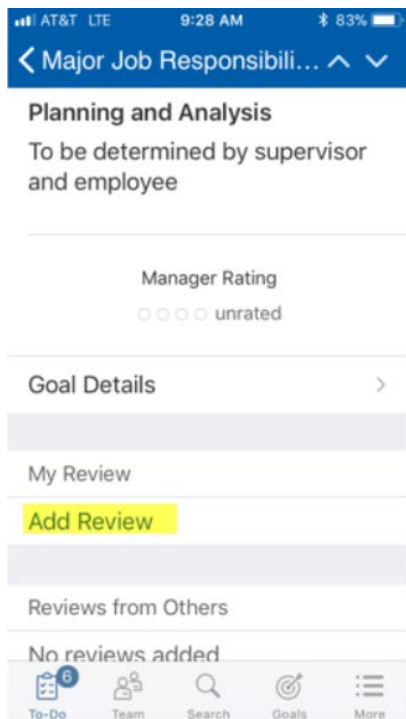 AT&T LTE 9:28 AM 83%
Major Job Responsibili...
Planning and Analysis
To be determined by supervisor
and employee
Manager Rating
unrated
Goal Details
My Review
Add Review
Reviews from Others
No reviews added
6
To-Do Team Search Goals More